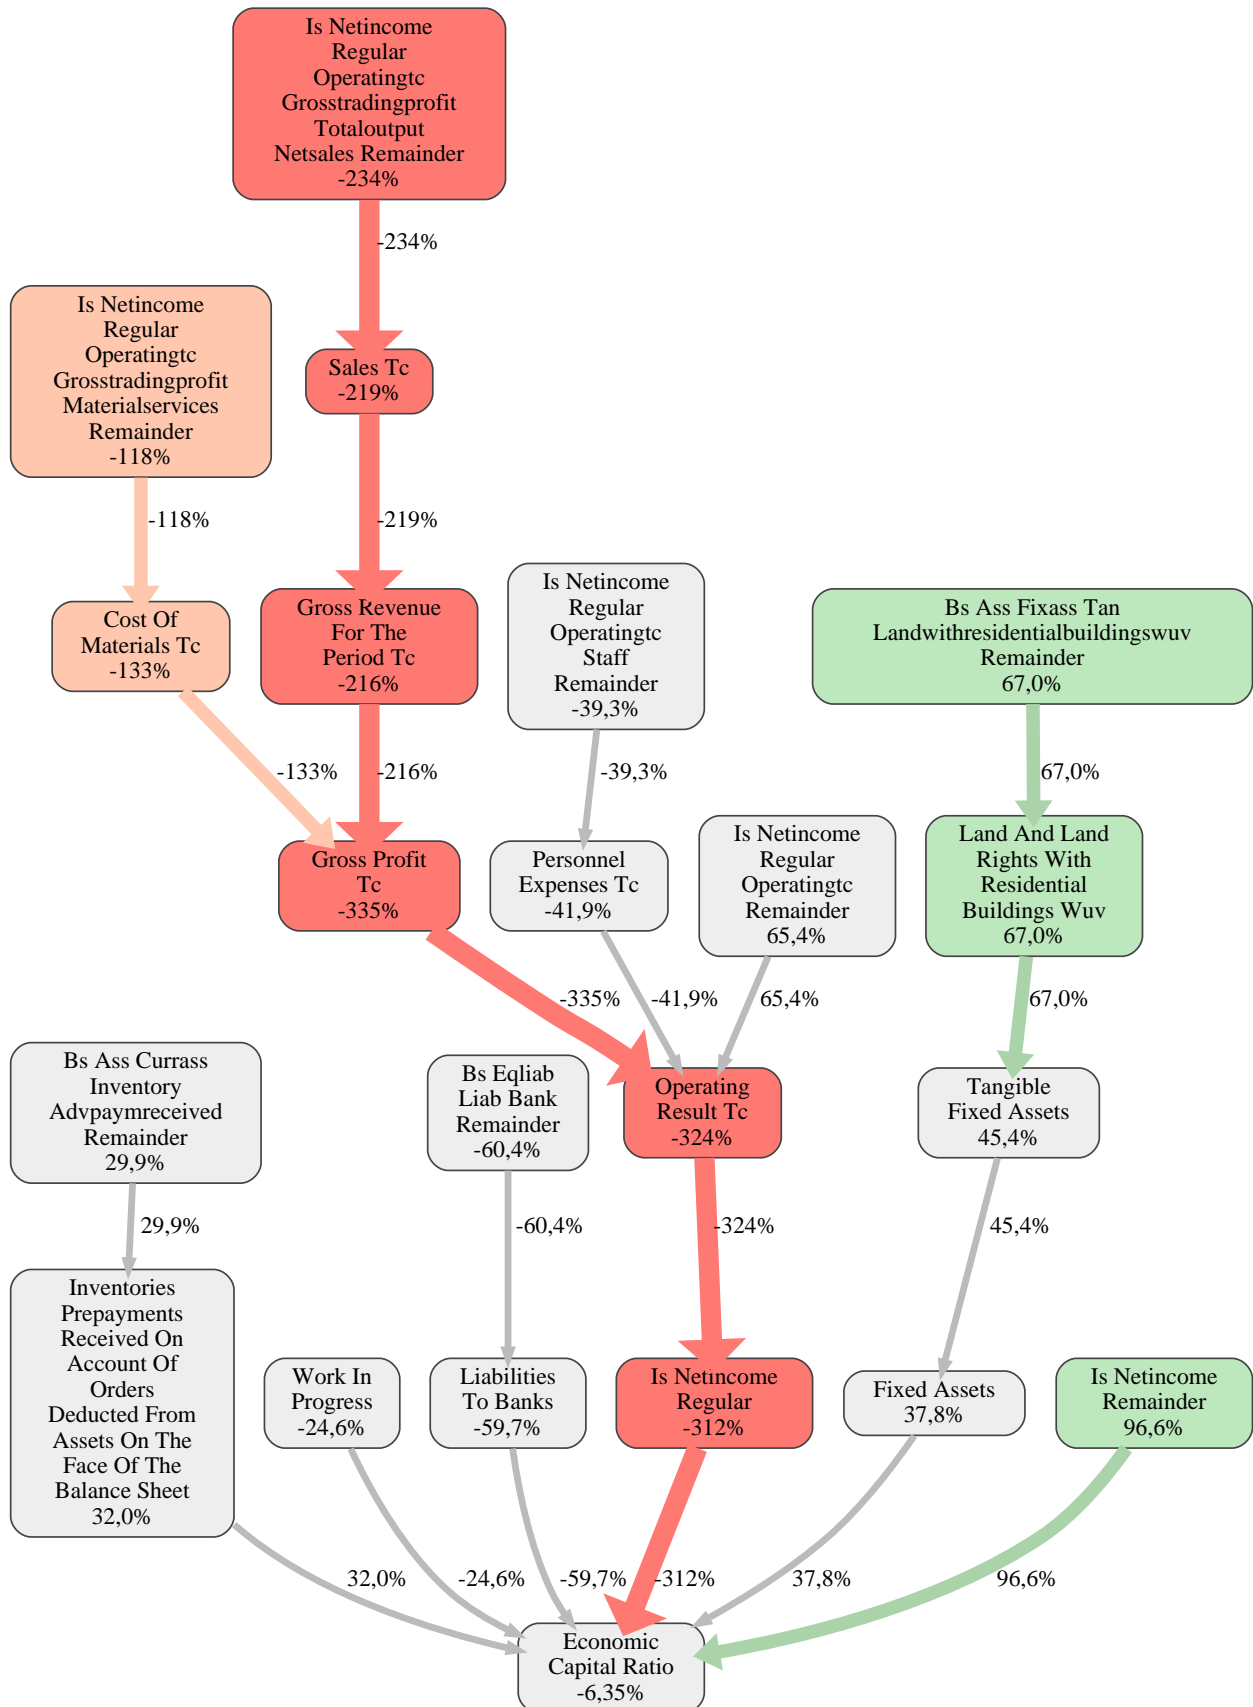 Is Netincome
Regular
Operatingtc
Grosstradingprofit
Totaloutput
Netsales Remainder
-234%
-234%
Is Netincome
Regular
Operatingtc
Grosstradingprofit
Materialservices
Remainder
-118%
Sales Tc
-219%
-118%
-219%
Cost Of
Materials Tc
-133%
Gross Revenue
For The
Period Tc
-216%
Is Netincome
Regular
Operatingtc
Staff
Remainder
-39,3%
Bs Ass Fixass Tan
Landwithresidentialbuildingswuv
Remainder
67,0%
-133%
-216%
-39,3%
67,0%
Gross Profit
Tc
-335%
Personnel
Expenses Tc
-41,9%
Is Netincome
Regular
Operatingtc
Remainder
65,4%
Land And Land
Rights With
Residential
Buildings Wuv
67,0%
-335%
-41,9%
65,4%
67,0%
Bs Ass Currass
Inventory
Advpaymreceived
Remainder
29,9%
Bs Eqliab
Liab Bank
Remainder
-60,4%
Operating
Result Tc
-324%
Tangible
Fixed Assets
45,4%
29,9%
-60,4%
-324%
45,4%
Inventories
Prepayments
Received On
Account Of
Orders
Deducted From
Assets On The
Face Of The
Balance Sheet
32,0%
Work In
Progress
-24,6%
Liabilities
To Banks
-59,7%
Is Netincome
Regular
-312%
Fixed Assets
37,8%
Is Netincome
Remainder
96,6%
32,0%
-24,6%
-59,7%
-312%
37,8%
96,6%
Economic
Capital Ratio
-6,35%